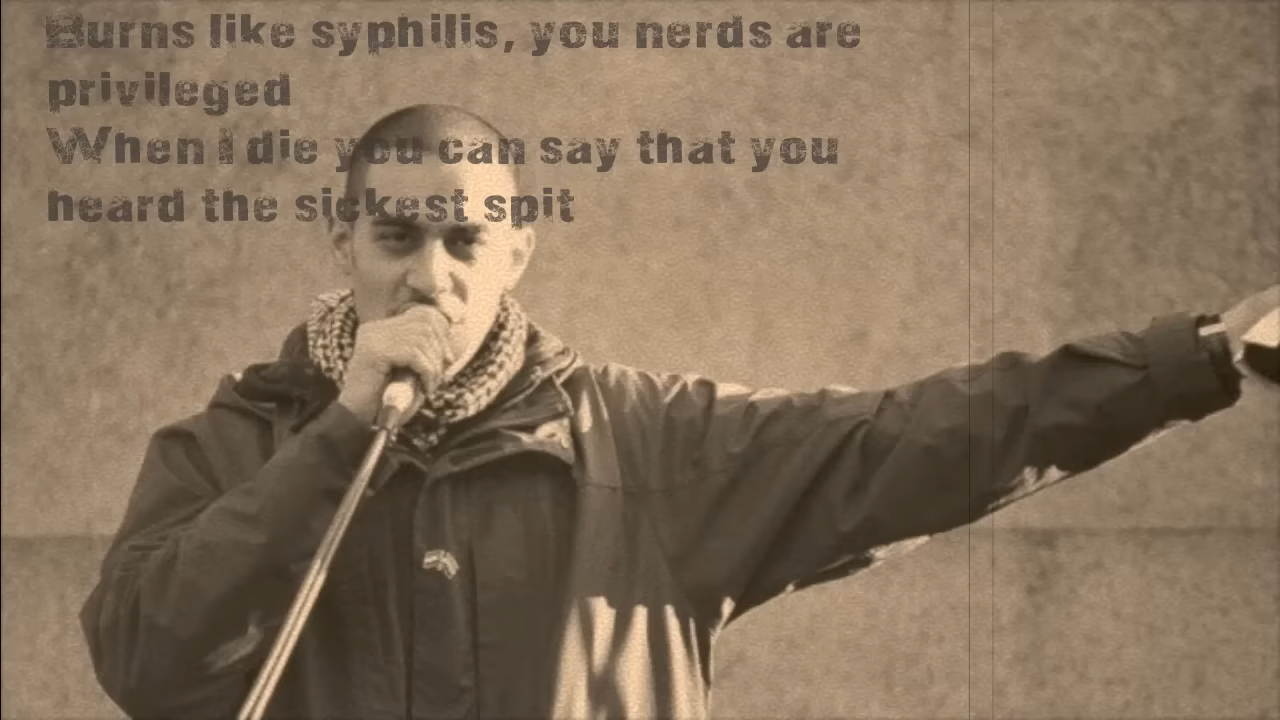 Burns like syphilis, you nerds are
privileged
When i die you can say that you
heard the sickest spit